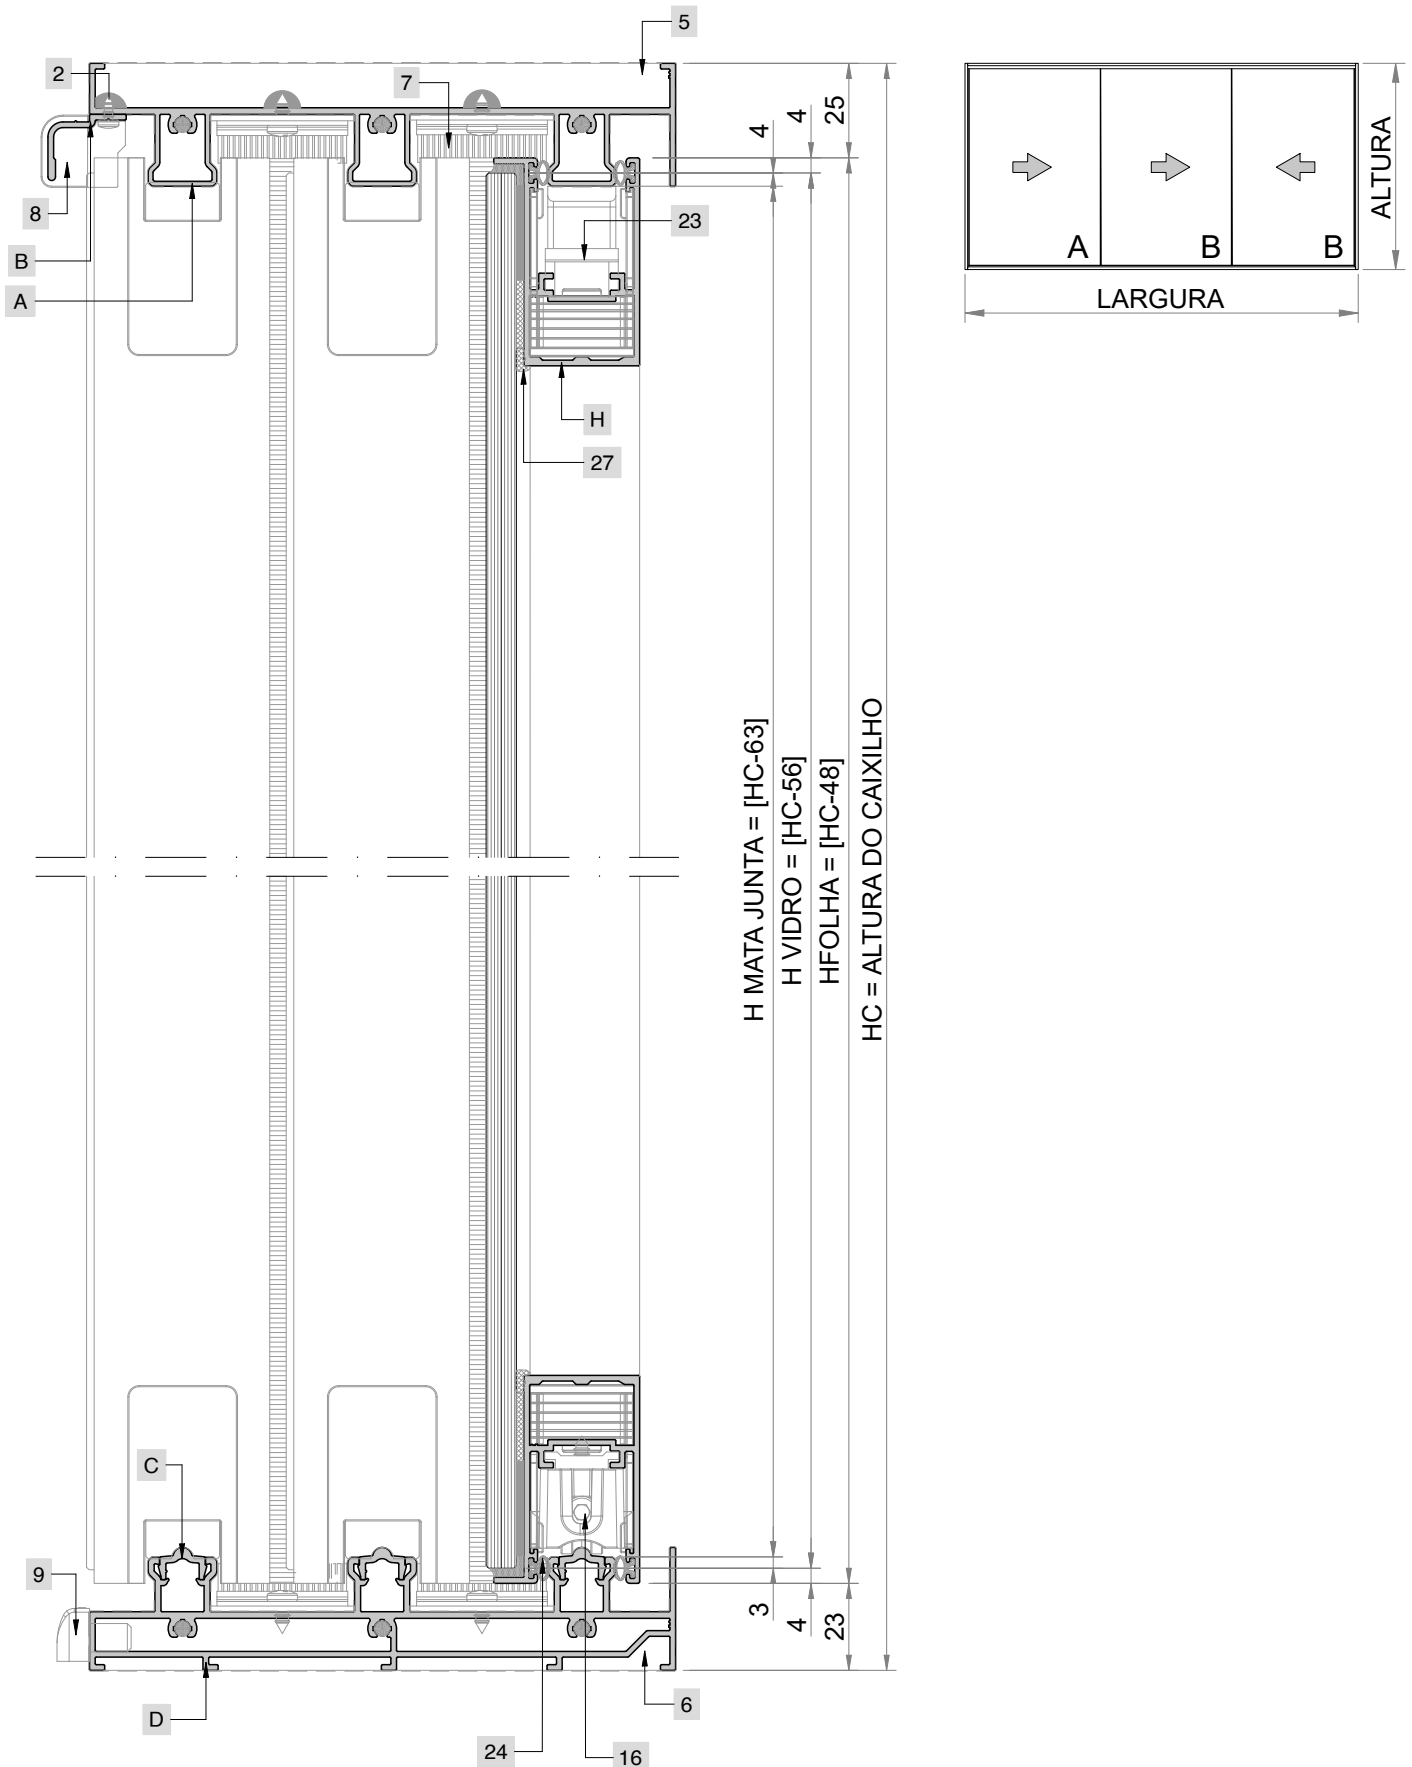 5
2
7
4
4
25
8
23
B
A
H
27
A
B
B
ALTURA
LARGURA
H MATA JUNTA = [HC-63]
H VIDRO = [HC-56]
HFOLHA = [HC-48]
HC = ALTURA DO CAIXILHO
C
9
3
4
23
D
6
24
16